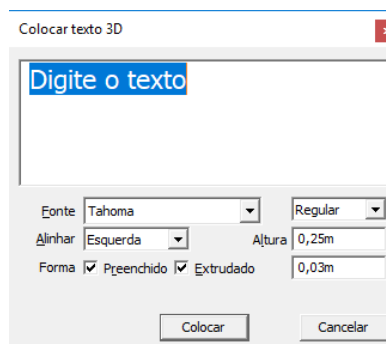 Colocar texto 3D
Digite o texto
Fonte Tahoma Regular
Alinhar Esquerda Altura 0,25m
Forma Preenchido Extrudado 0,03m
Colocar Cancelar